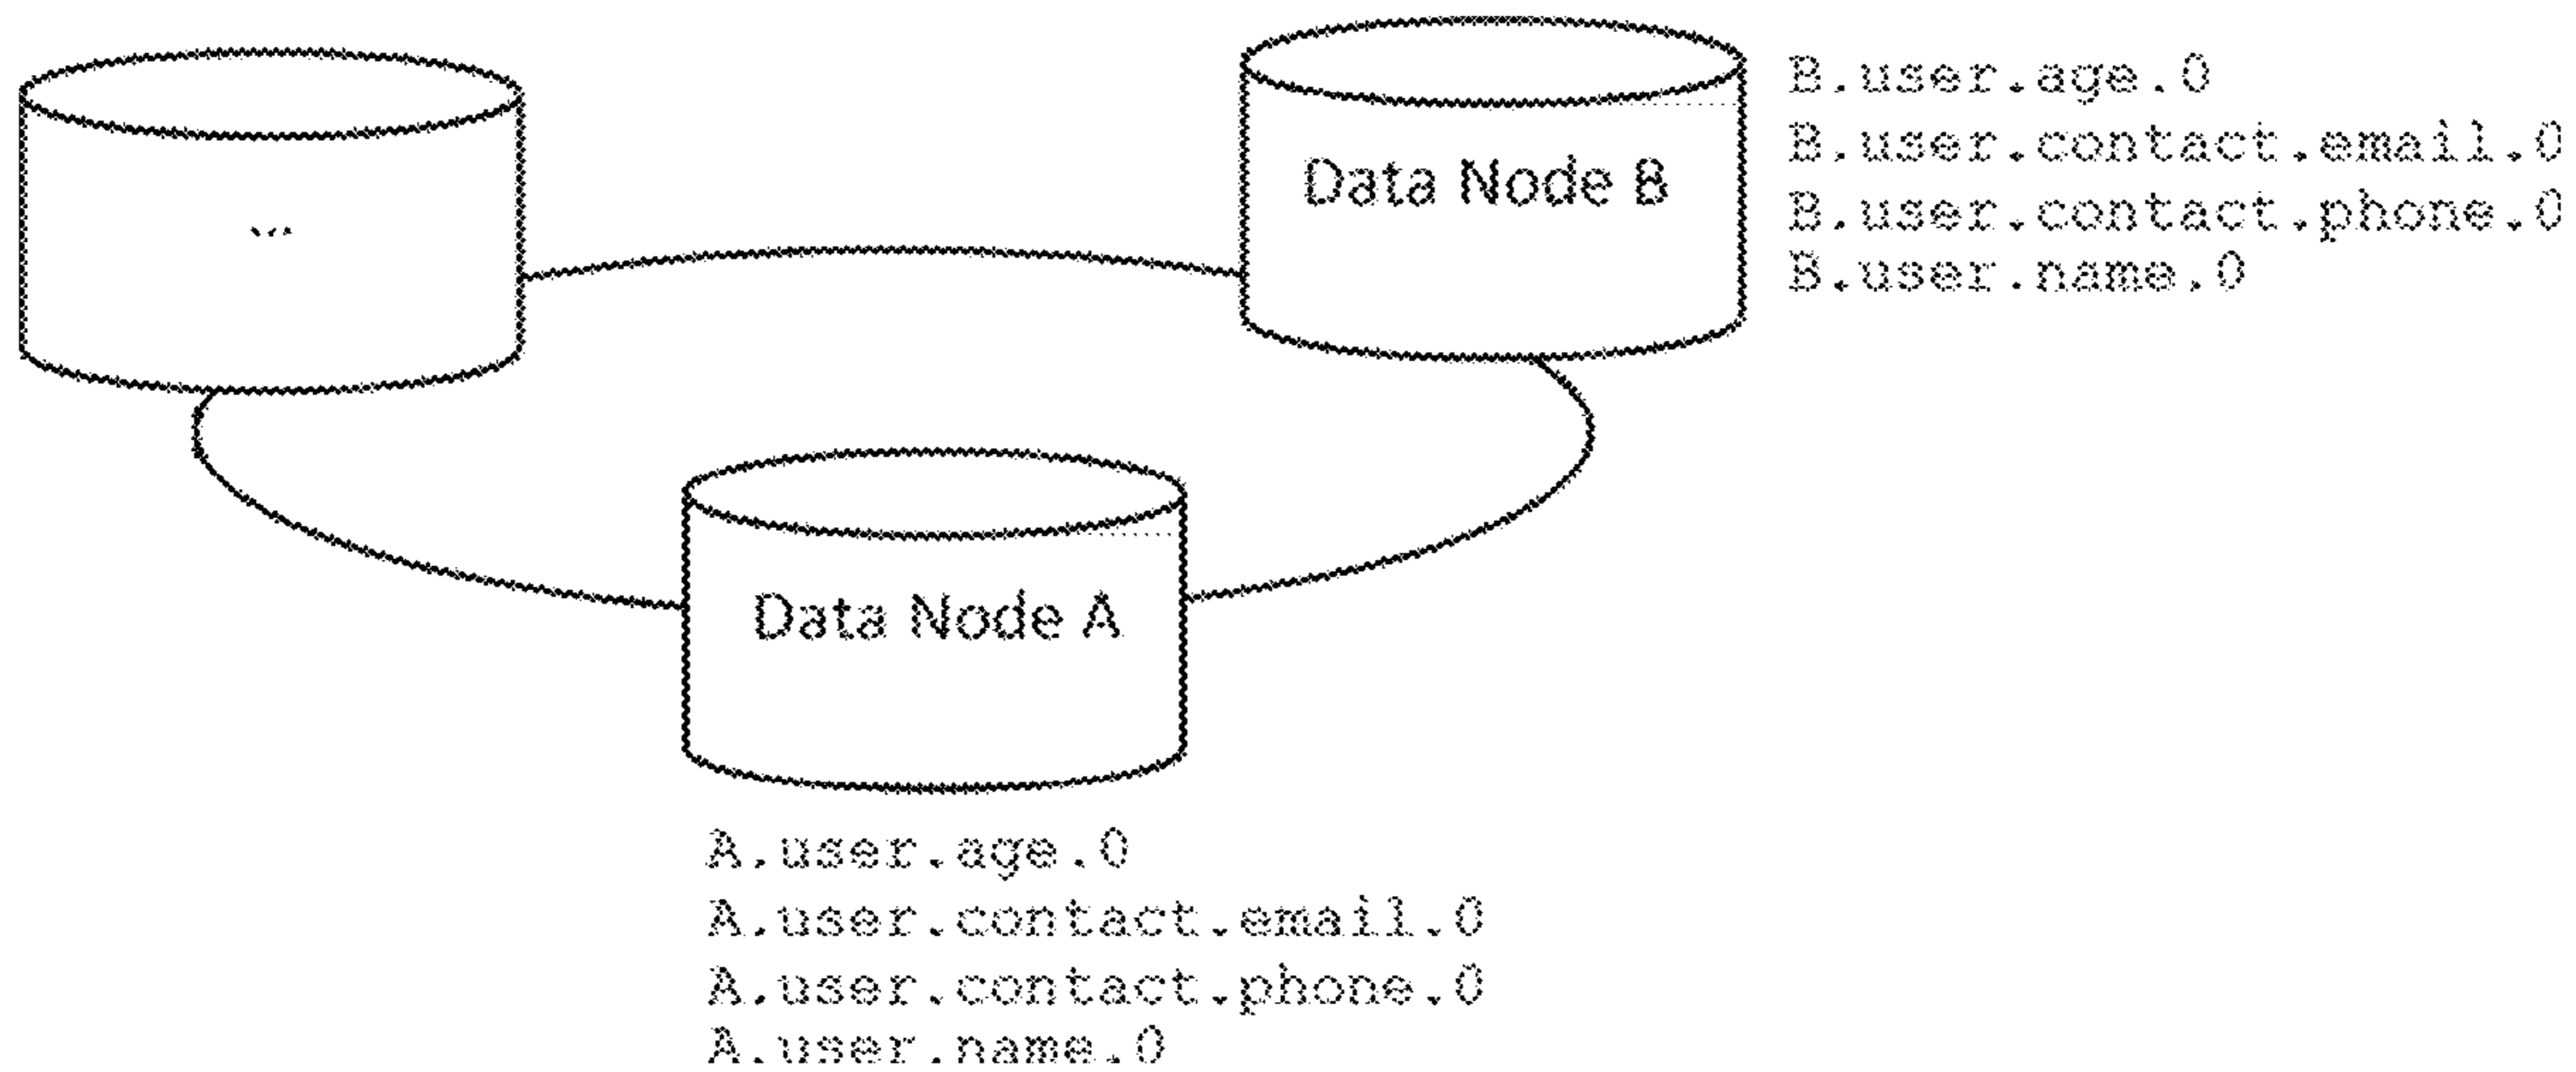 ...
Data Node B
B.user.age.0
B.user.contact.email.0
B.user.contact.phone.0
B.user.name.0
Data Node A
A.user.age.0
A.user.contact.email.0
A.user.contact.phone.0
A.user.name.0